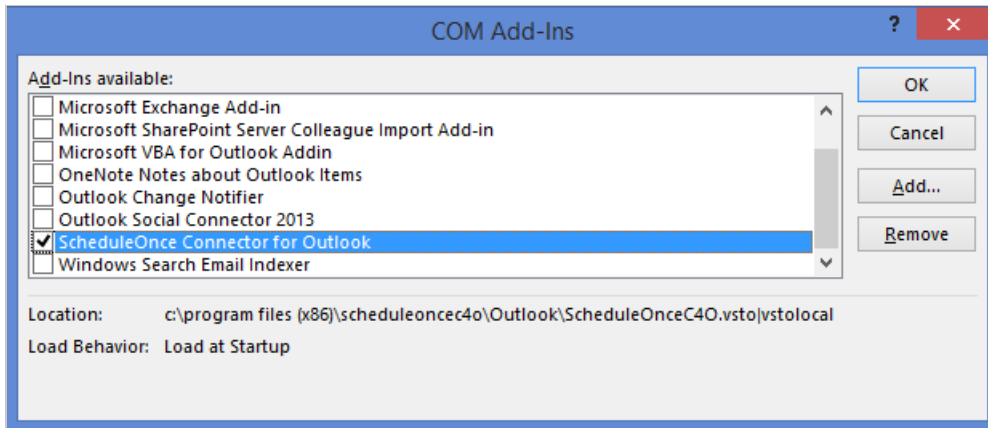 COM Add-Ins
?
Add-Ins available:
Microsoft Exchange Add-in
Microsoft SharePoint Server Colleague Import Add-in
Microsoft VBA for Outlook Addin
OneNote Notes about Outlook Items
Outlook Change Notifier
Outlook Social Connector 2013
ScheduleOnce Connector for Outlook
Windows Search Email Indexer
OK
Cancel
Add...
Remove
Location: c:\program files (x86)\scheduleoncec4o\Outlook\ScheduleOnceC4O.vsto|vstolocal
Load Behavior: Load at Startup